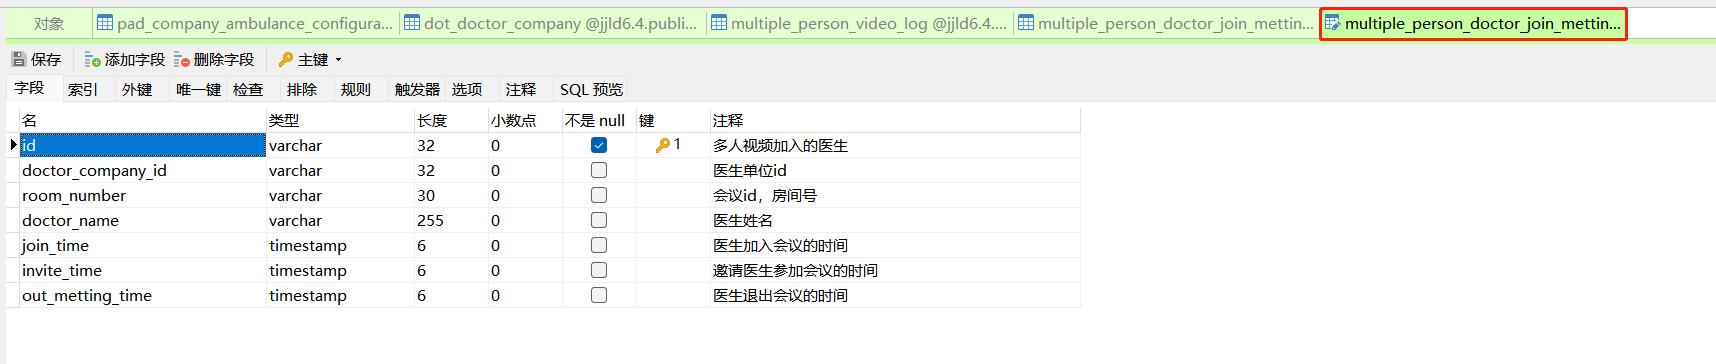 对象 pad_company_ambulance_configura... dot_doctor_company @jjld6.4.publi... multiple_person_video_log @jjld6.4.... multiple_person_doctor_join_mettin... multiple_person_doctor_join_mettin...
保存 添加字段 删除字段 主键
字段 索引 外键 唯一键 检查 排除 规则 触发器 选项 注释 SQL 预览
名 类型 长度 小数点 不是 null 键 注释
id varchar 32 0 1 多人视频加入的医生
doctor_company_id varchar 32 0 医生单位id
room_number varchar 30 0 会议id，房间号
doctor_name varchar 255 0 医生姓名
join_time timestamp 6 0 医生加入会议的时间
invite_time timestamp 6 0 邀请医生参加会议的时间
out_metting_time timestamp 6 0 医生退出会议的时间